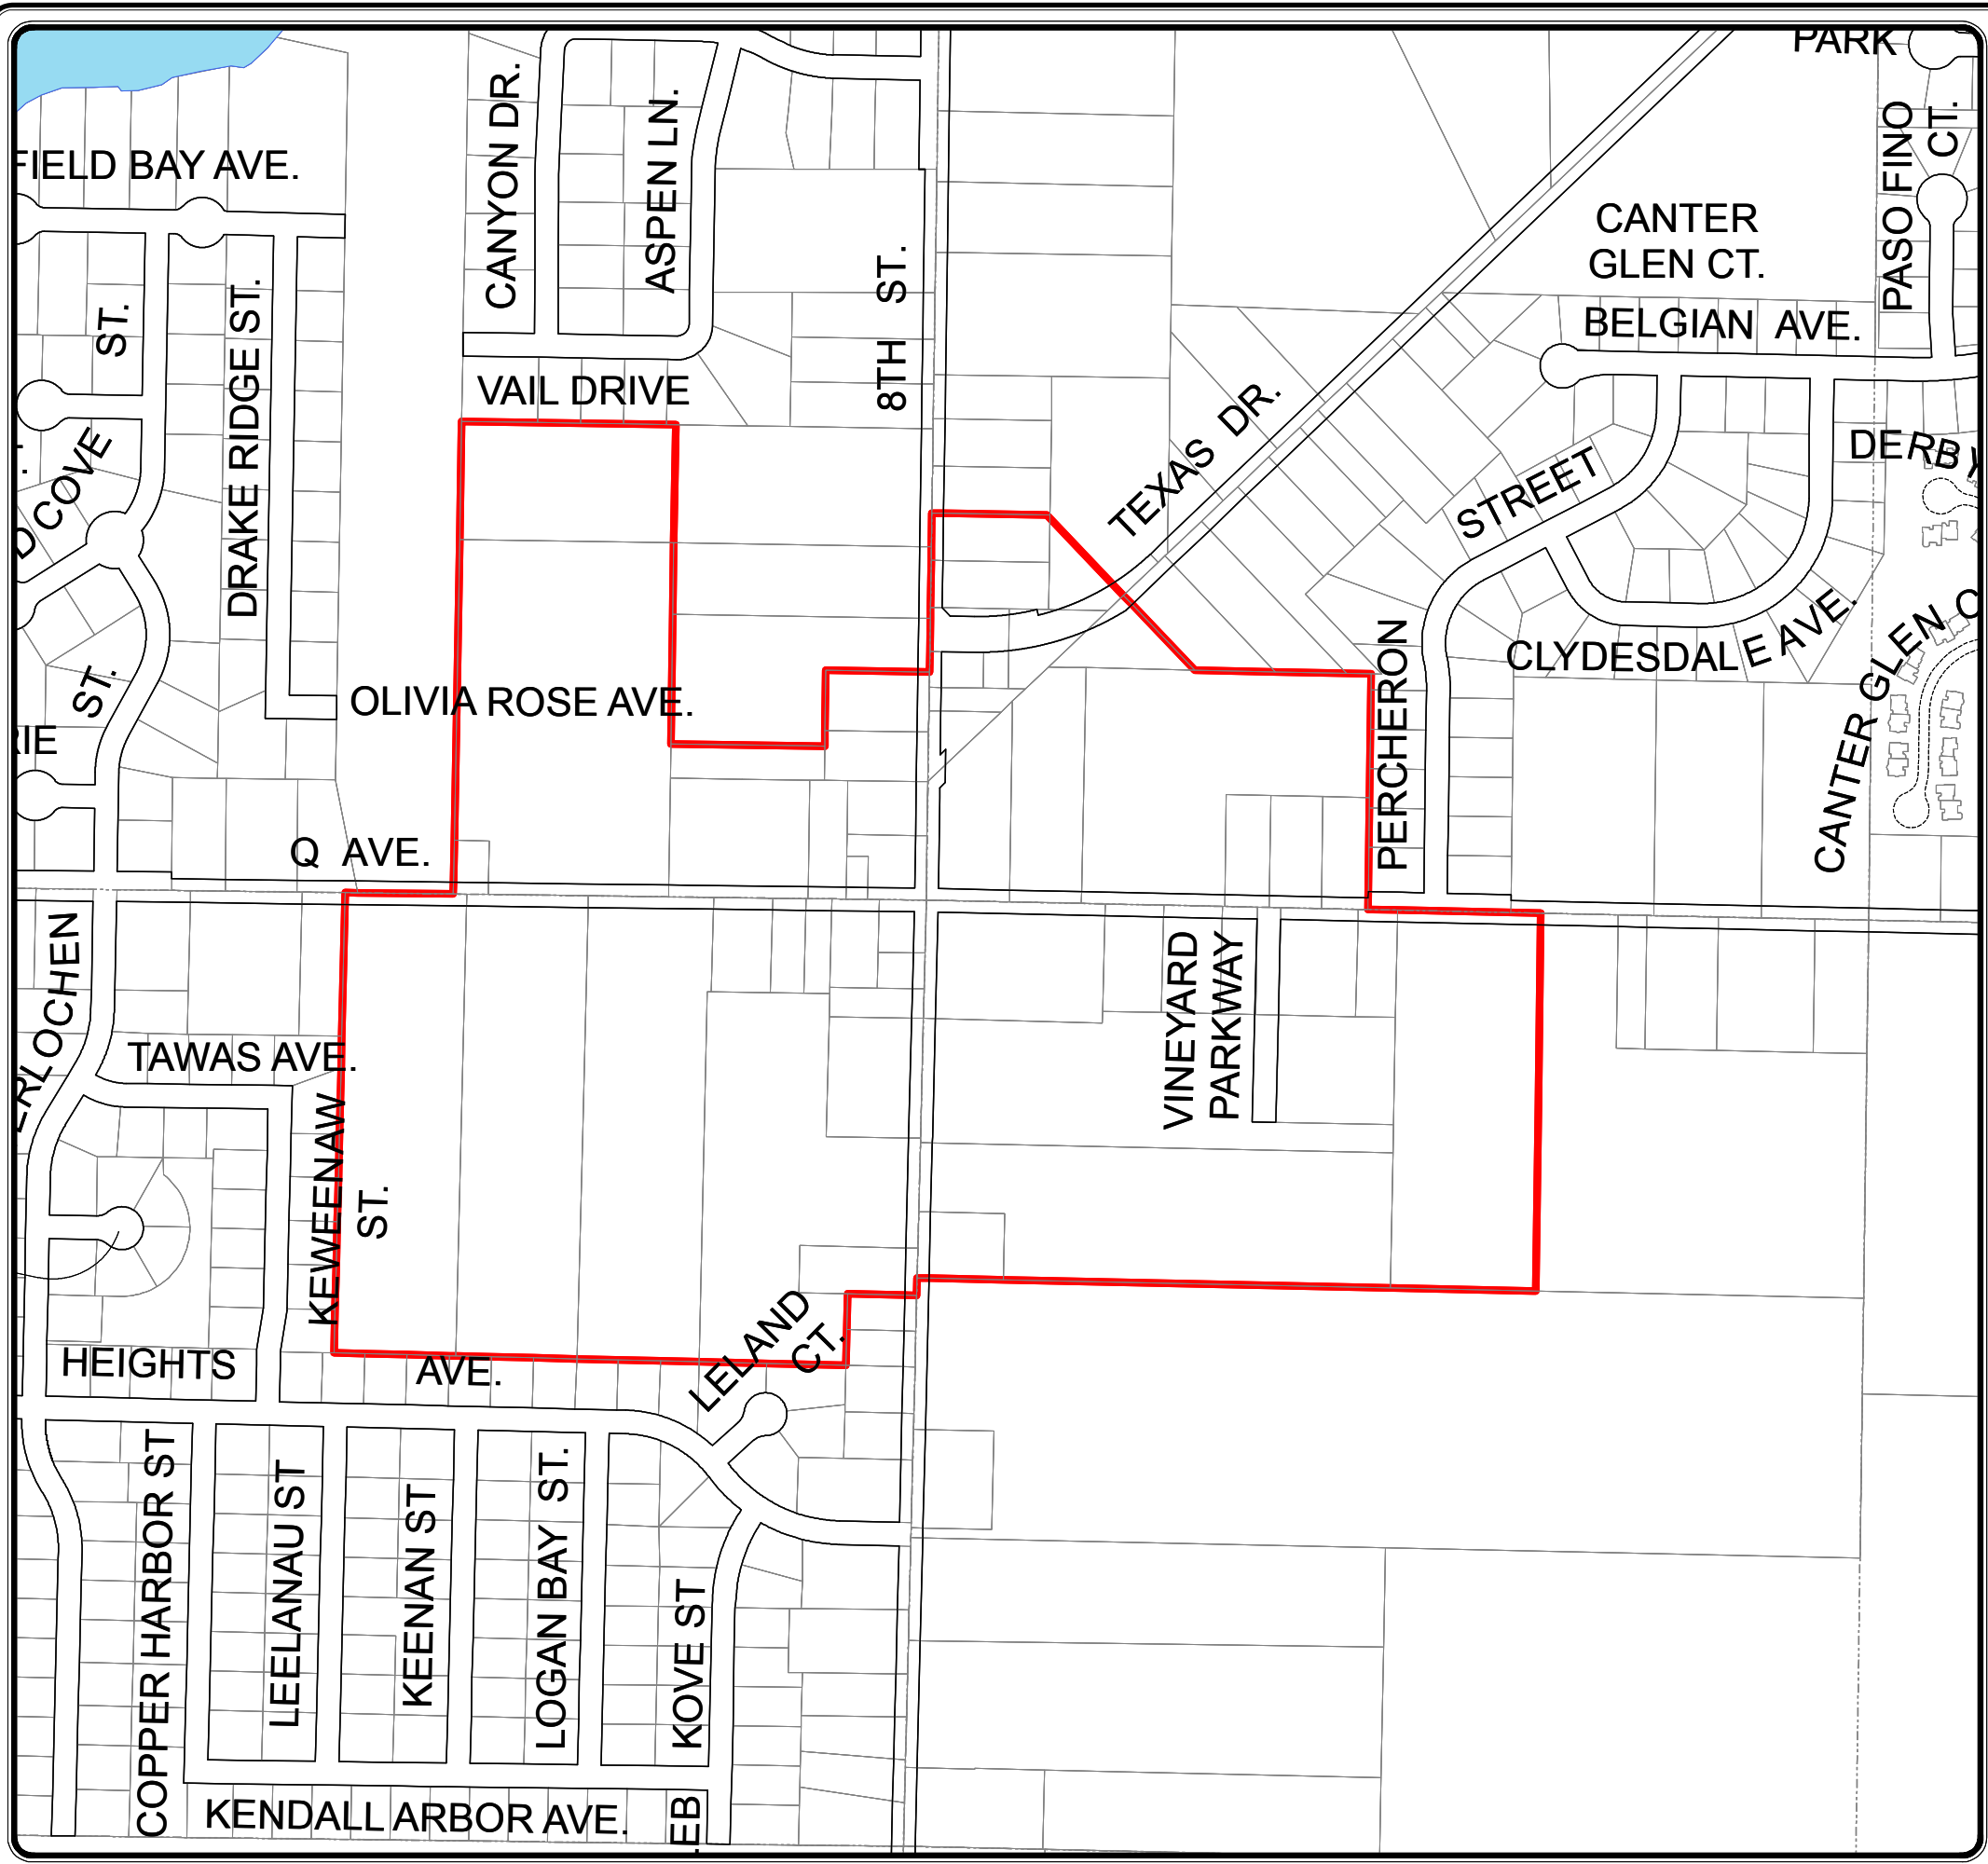 PARK
FIELD BAY AVE.
CANYON DR.
ASPEN LN.
8TH ST.
PASO FINO
CT.
CANTER
GLEN CT.
BELGIAN AVE.
ST.
DRAKE RIDGE ST.
VAIL DRIVE
TEXAS DR.
STREET
DERBY
D COVE
CLYDESDALE AVE.
CANTER GLEN C
PERCHERON
ST.
OLIVIA ROSE AVE.
RIE
Q AVE.
ERLOCHEN
VINEYARD
PARKWAY
TAWAS AVE.
KEWEENAW
ST.
HEIGHTS
AVE.
LELAND
CT.
COPPER HARBOR ST
LEELANAU ST
KEENAN ST
LOGAN BAY ST.
KOVE ST
KENDALL ARBOR AVE.
EB